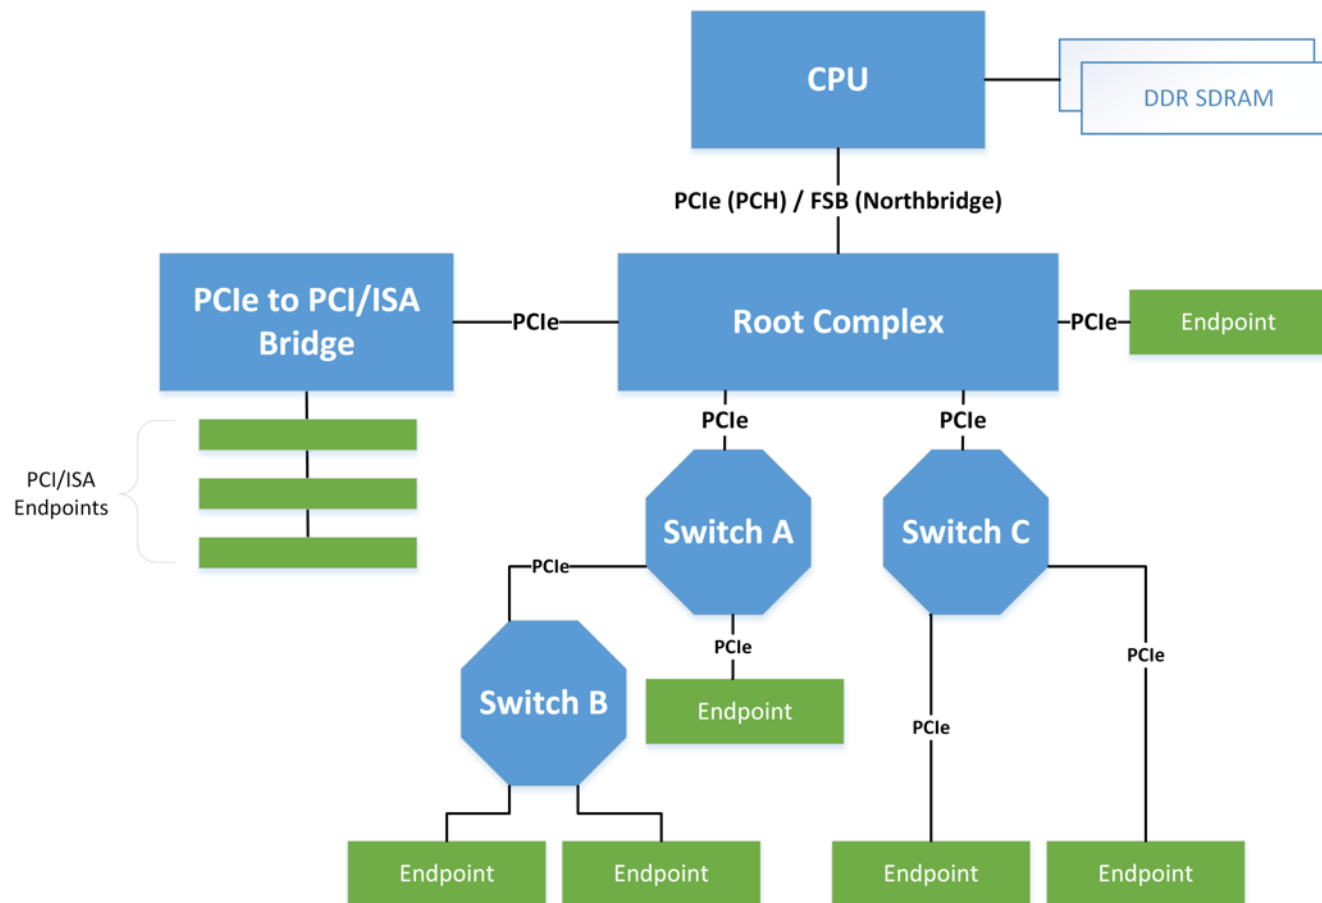 CPU
DDR SDRAM
PCIe (PCH) / FSB (Northbridge)
PCIe to PCI/ISA
Bridge
PCIe
Root Complex
PCIe
Endpoint
PCIe
PCIe
PCI/ISA
Endpoints
Switch A
Switch C
PCIe
PCIe
PCIe
Switch B
Endpoint
PCIe
Endpoint
Endpoint
Endpoint
Endpoint